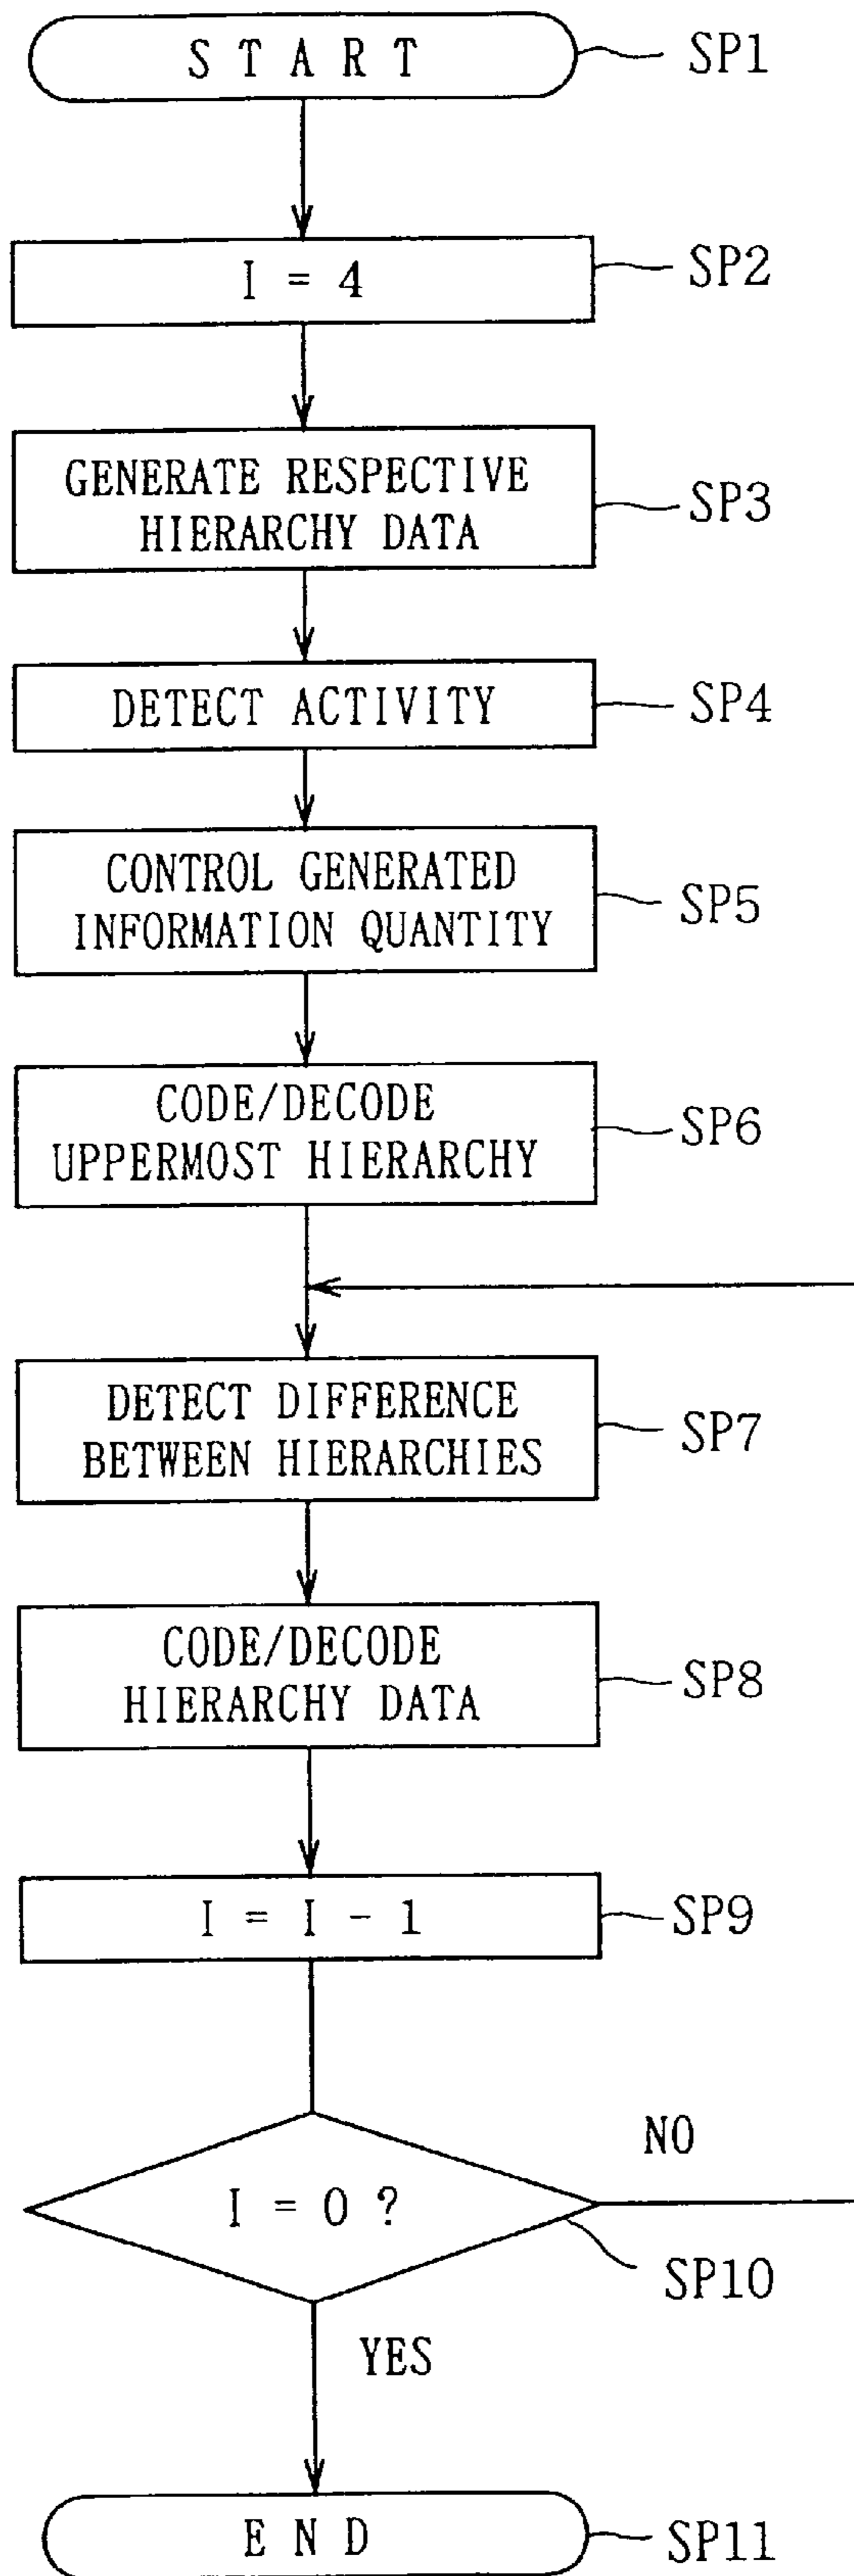 START
SP1
I = 4
SP2
GENERATE RESPECTIVE
HIERARCHY DATA
SP3
DETECT ACTIVITY
SP4
CONTROL GENERATED
INFORMATION QUANTITY
SP5
CODE/DECODE
UPPERMOST HIERARCHY
SP6
DETECT DIFFERENCE
BETWEEN HIERARCHIES
SP7
CODE/DECODE
HIERARCHY DATA
SP8
I = I - 1
SP9
NO
I = 0 ?
SP10
YES
END
SP11